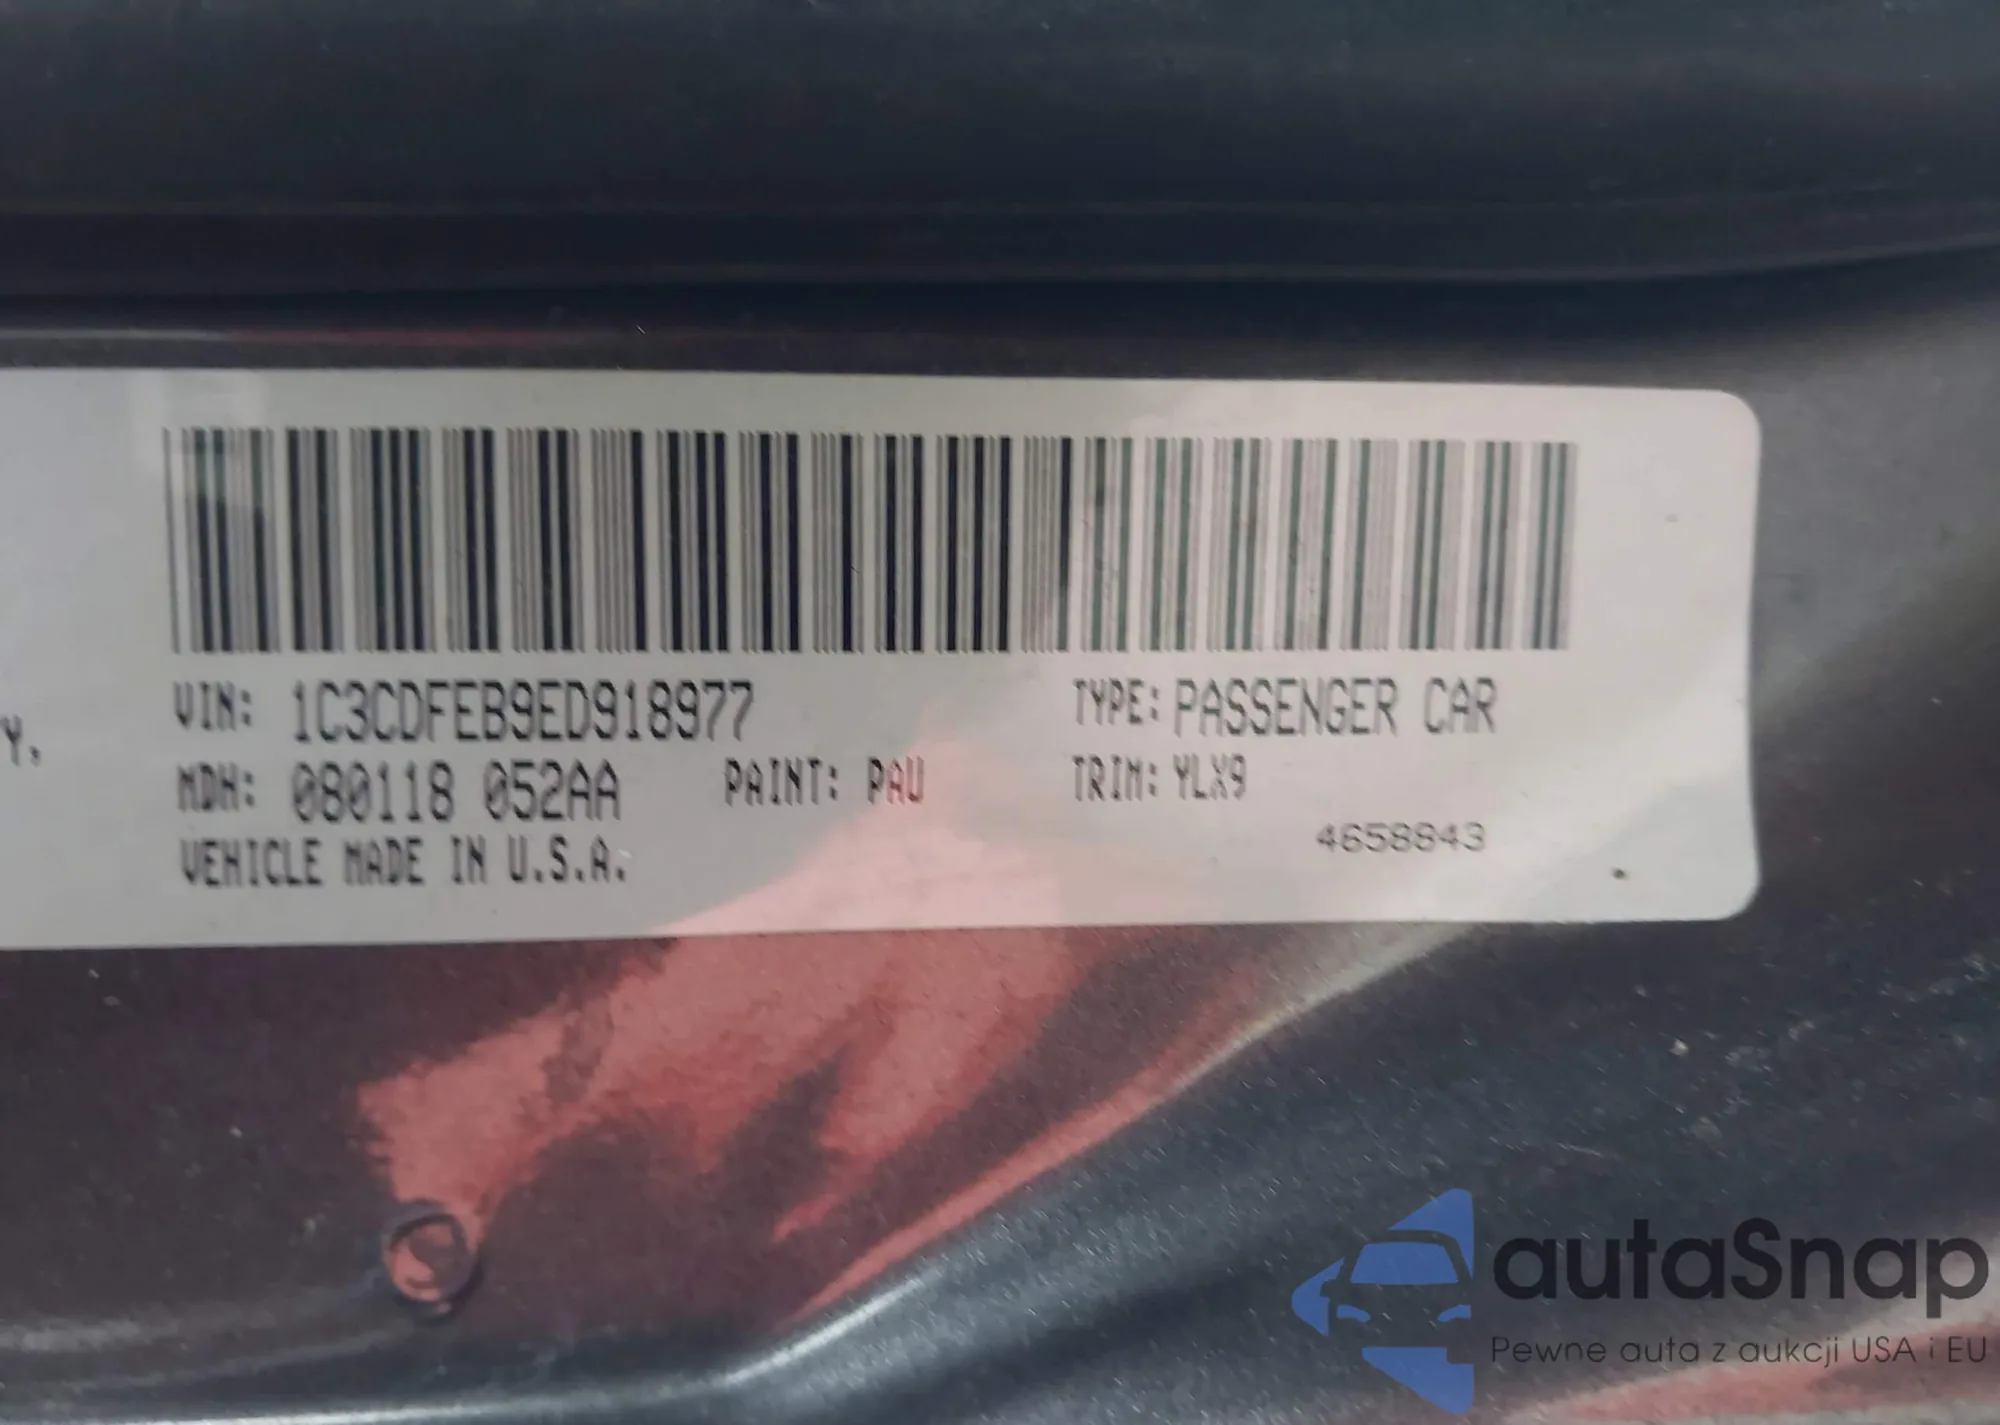 Y.
VIN: 1C3CDFEB9ED918977
TYPE: PASSENGER CAR
MDH: 080118 052AA
PAINT: PAU
TRIM: YLX9
VEHICLE MADE IN U.S.A.
4658843
autaSnap
Pewne auta z aukcji USA i EU